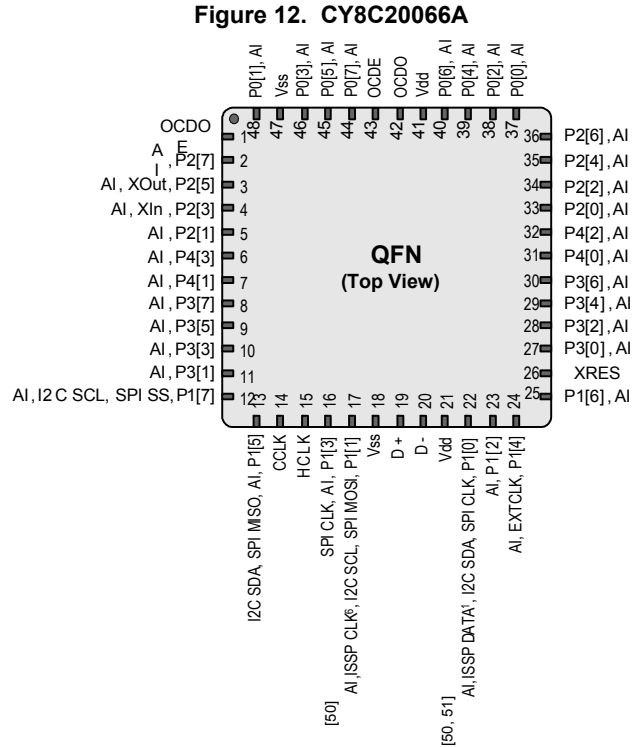 Figure 12. CY8C20066A
P0[1], AI
Vss
P0[3], AI
P0[5], AI
P0[7], AI
OCDE
OCDO
Vdd
P0[6], AI
P0[4], AI
P0[2], AI
P0[0], AI
48
47
46
45
44
43
42
41
40
39
38
37
OCDO
E
1
A
I
, P2[7]
2
AI , XOut, P2[5]
3
AI , XIn , P2[3]
4
AI , P2[1]
5
AI , P4[3]
6
AI , P4[1]
7
AI , P3[7]
8
AI , P3[5]
9
AI , P3[3]
10
AI , P3[1]
11
AI , I2 C SCL, SPI SS, P1[7]
12
QFN
(Top View)
36
P2[6] , AI
35
P2[4] , AI
34
P2[2] , AI
33
P2[0] , AI
32
P4[2] , AI
31
P4[0] , AI
30
P3[6] , AI
29
P3[4] , AI
28
P3[2] , AI
27
P3[0] , AI
26
XRES
25
P1[6] , AI
13
14
15
16
17
18
19
20
21
22
23
24
I2C SDA, SPI MISO, AI, P1[5]
CCLK
HCLK
SPI CLK, AI, P1[3]
AI, ISSP CLK⁶, I2C SCL, SPI MOSI, P1[1]
Vss
D +
D -
Vdd
AI, ISSP DATA¹, I2C SDA, SPI CLK, P1[0]
AI, P1[2]
AI, EXTCLK, P1[4]
[50]
[50, 51]